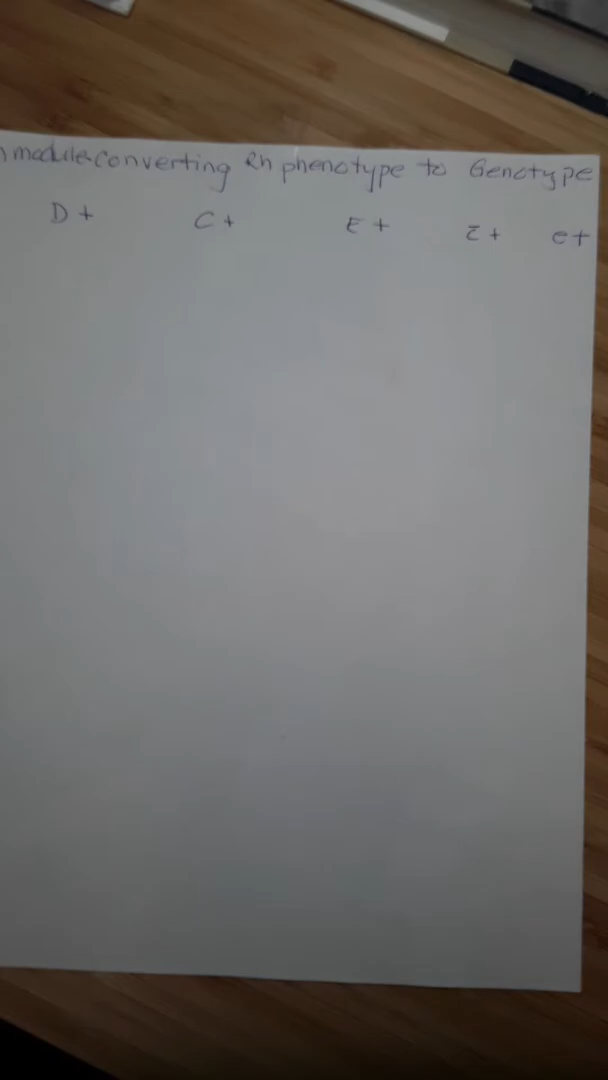 module converting Rh phenotype to Genotype
D + C + E + c̄ + e+